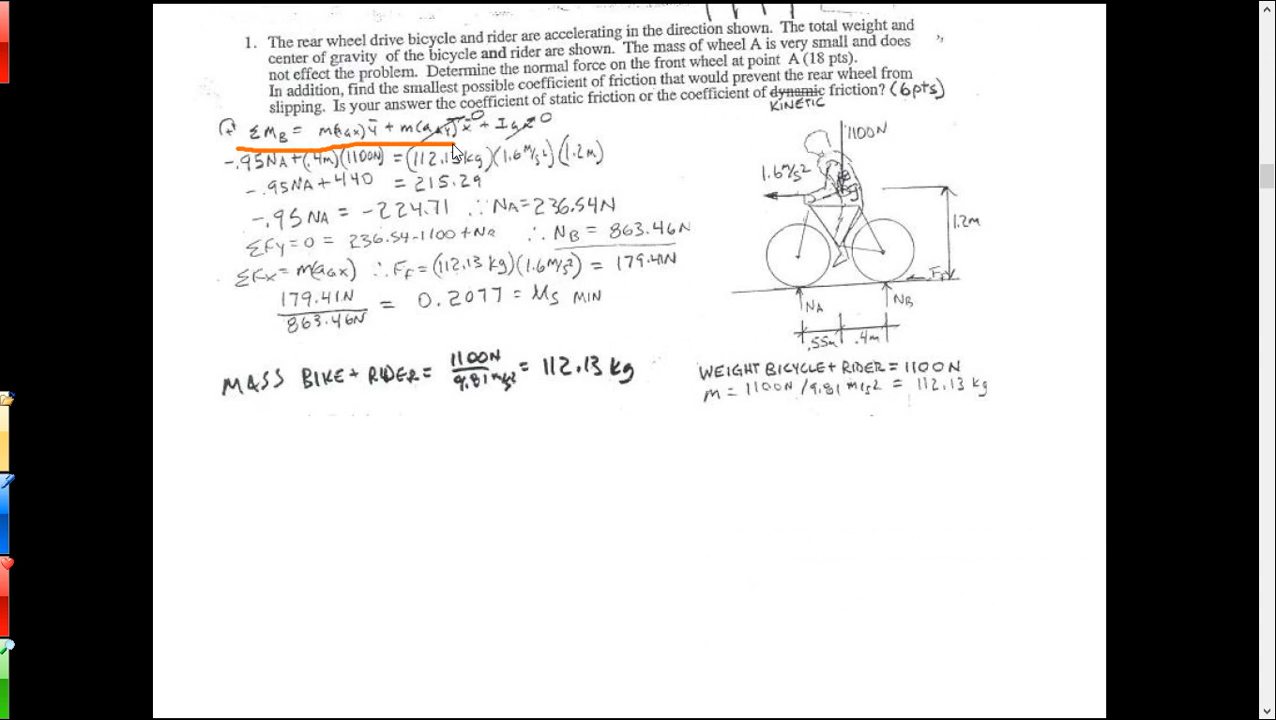 1. The rear wheel drive bicycle and rider are accelerating in the direction shown. The total weight and
center of gravity of the bicycle and rider are shown. The mass of wheel A is very small and does
not effect the problem. Determine the normal force on the front wheel at point A (18 pts).
In addition, find the smallest possible coefficient of friction that would prevent the rear wheel from
slipping. Is your answer the coefficient of static friction or the coefficient of dynamic friction? (6pts)
KINETIC
ΣMB = m(aGx)ȳ + m(aGy)x̄ 0 + IGα 0
-.95NA+(.4m)(1100N) = (112.13kg)(1.6m/s²)(1.2m)
-.95NA+440 = 215.29
-.95NA = -224.71 ∴ NA=236.54N
ΣFy=0 = 236.54-1100+NB ∴ NB = 863.46N
ΣFx=m(aGx) ∴ FF=(112.13 kg)(1.6m/s²) = 179.41N
179.41N
863.46N
= 0.2077 = Ms MIN
MASS BIKE + RIDER = 1100N
9.81 m/s²
= 112.13 kg
1100N
1.6m/s²
1.2m
FF
NA
NB
.55m
.4m
WEIGHT BICYCLE + RIDER = 1100N
m = 1100N /9.81 m/s² = 112.13 kg